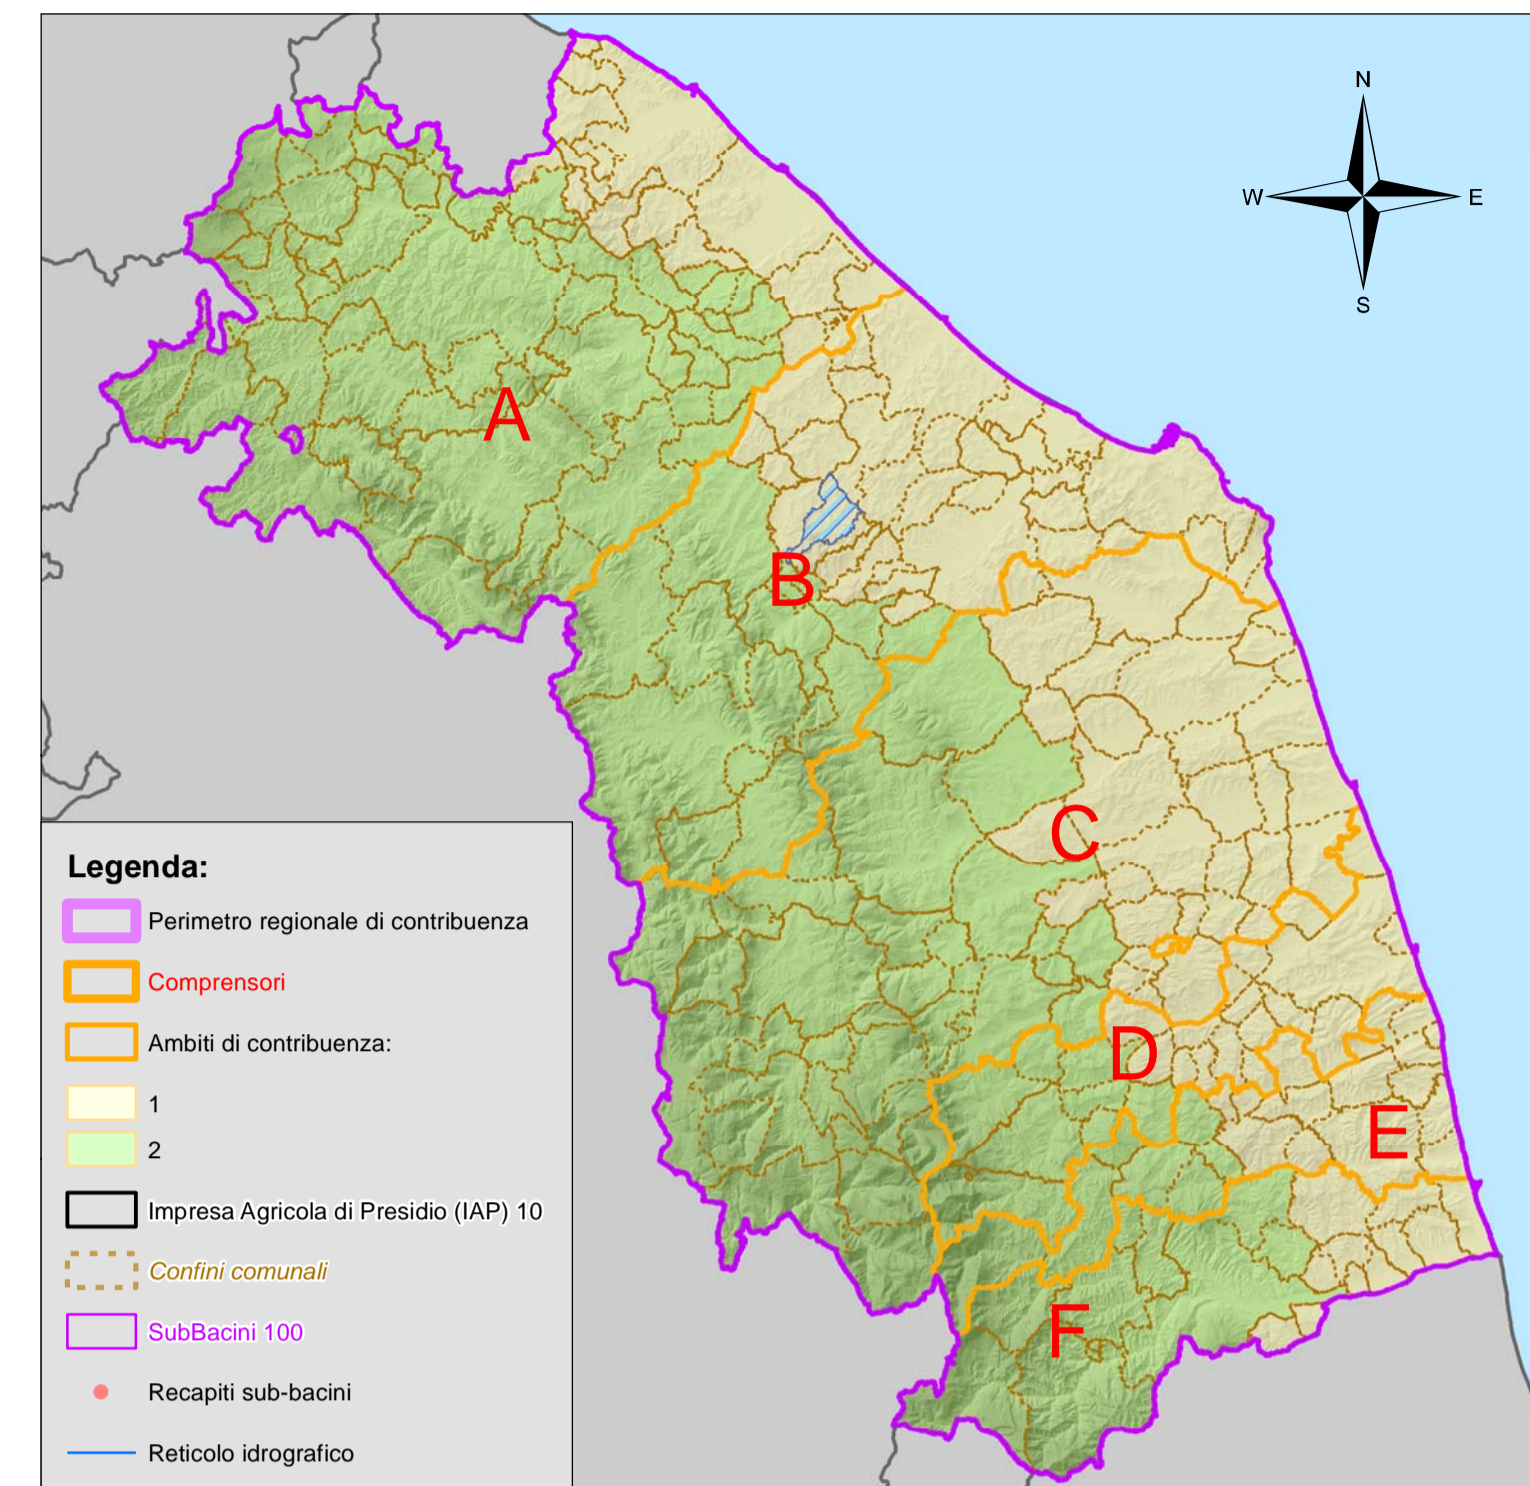 N
W
E
S
A
B
C
D
E
F
Legenda:
Perimetro regionale di contribuenza
Comprensori
Ambiti di contribuenza:
1
2
Impresa Agricola di Presidio (IAP) 10
Confini comunali
SubBacini 100
Recapiti sub-bacini
Reticolo idrografico